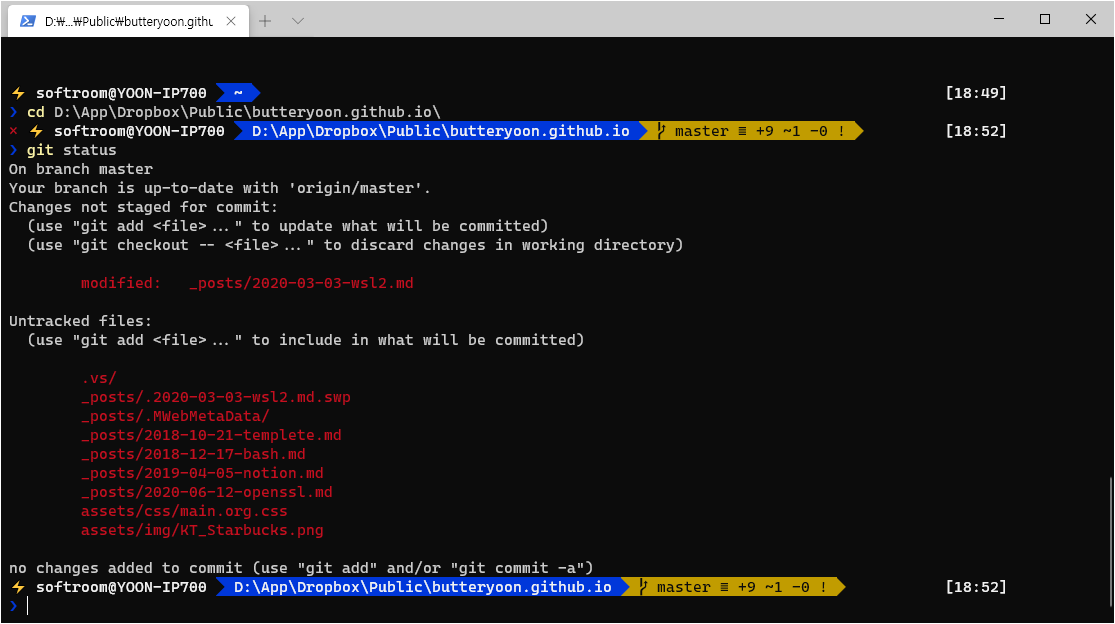 D:₩...₩Public₩butteryoon.githu
⚡ softroom@YOON-IP700 ~ [18:49]
❯ cd D:\App\Dropbox\Public\butteryoon.github.io\
× ⚡ softroom@YOON-IP700 D:\App\Dropbox\Public\butteryoon.github.io master ≡ +9 ~1 -0 ! [18:52]
❯ git status
On branch master
Your branch is up-to-date with 'origin/master'.
Changes not staged for commit:
(use "git add <file>..." to update what will be committed)
(use "git checkout -- <file>..." to discard changes in working directory)
modified: _posts/2020-03-03-wsl2.md
Untracked files:
(use "git add <file>..." to include in what will be committed)
.vs/
_posts/.2020-03-03-wsl2.md.swp
_posts/.MWebMetaData/
_posts/2018-10-21-templete.md
_posts/2018-12-17-bash.md
_posts/2019-04-05-notion.md
_posts/2020-06-12-openssl.md
assets/css/main.org.css
assets/img/KT_Starbucks.png
no changes added to commit (use "git add" and/or "git commit -a")
⚡ softroom@YOON-IP700 D:\App\Dropbox\Public\butteryoon.github.io master ≡ +9 ~1 -0 ! [18:52]
❯